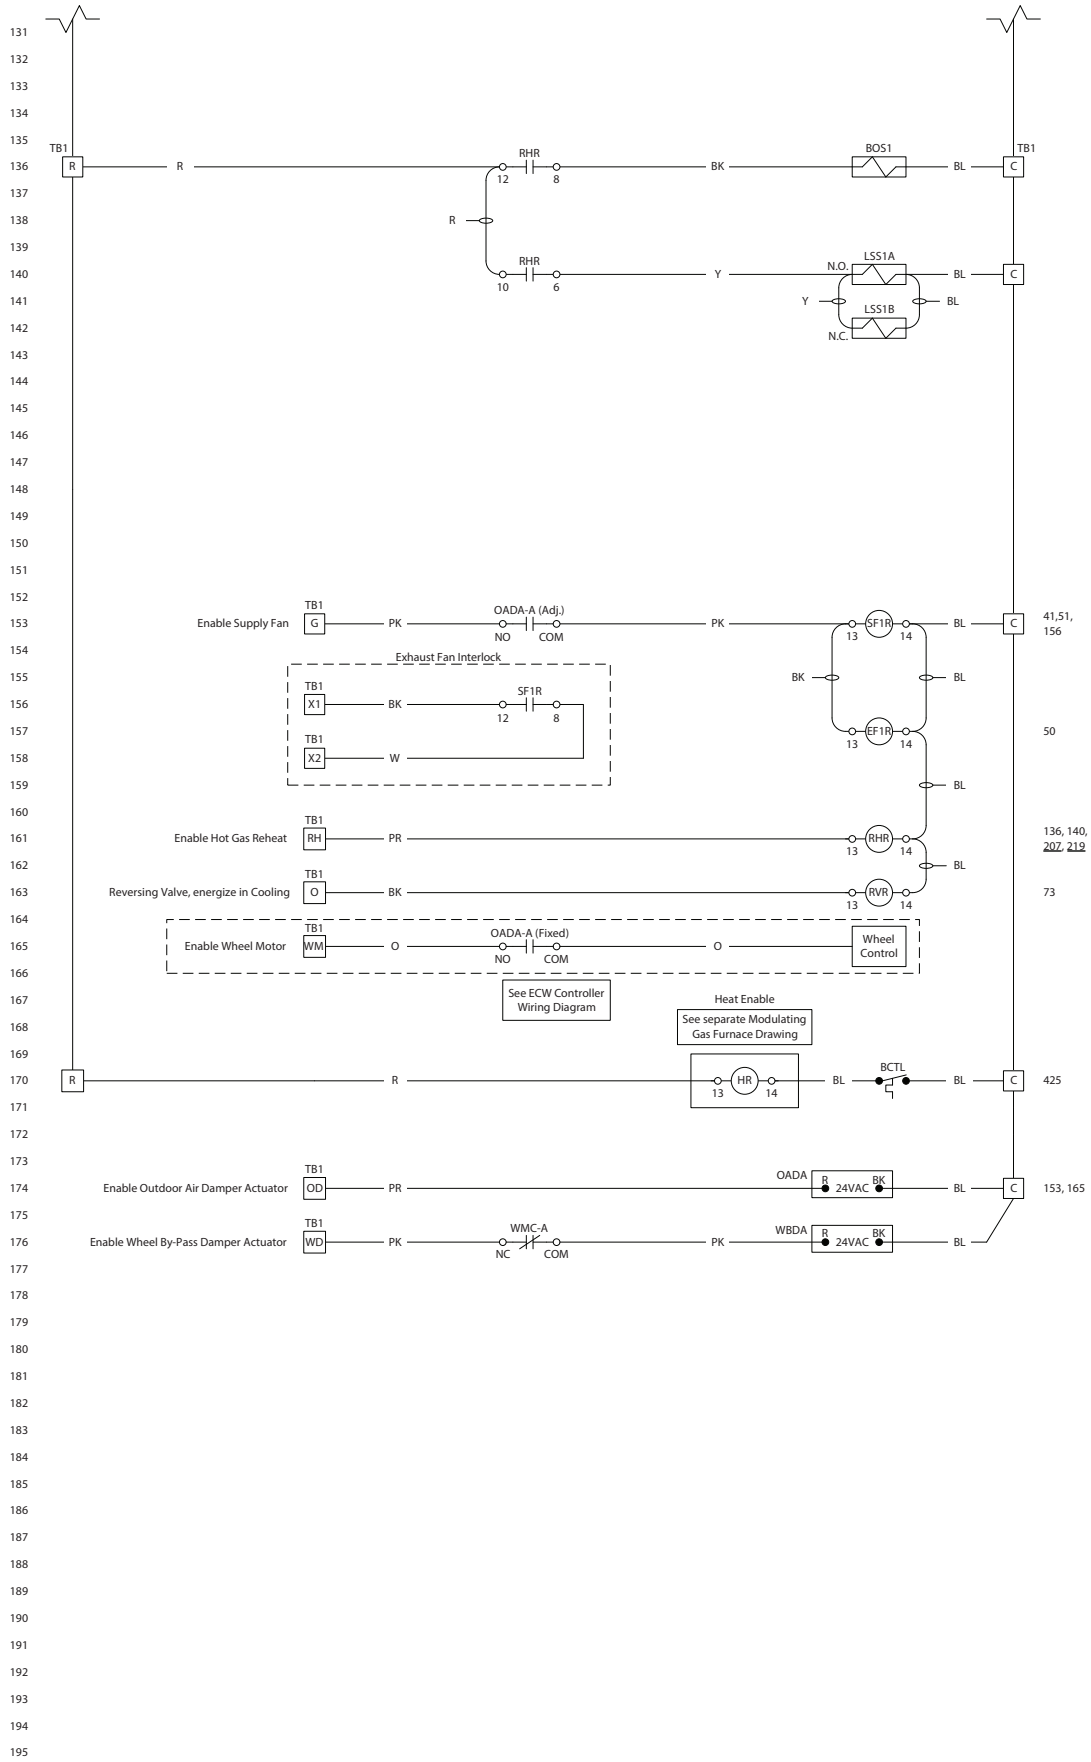 131
132
133
134
135
TB1 RHR BOS1 TB1
136 R R 12 8 BK BL C
137
138 R
139
RHR N.O. LSS1A
140 10 6 Y BL C
141 Y BL
LSS1B
142 N.C.
143
144
145
146
147
148
149
150
151
152
TB1 OADA-A (Adj.)
153 Enable Supply Fan G PK NO COM PK 13 SF1R 14 BL C 41,51,
156
154
Exhaust Fan Interlock
155 BK BL
TB1 SF1R
156 X1 BK 12 8
157 13 EF1R 14 50
TB1
158 X2 W
159 BL
160
TB1
161 Enable Hot Gas Reheat RH PR 13 RHR 14 136, 140,
207, 219
162 BL
TB1
163 Reversing Valve, energize in Cooling O BK 13 RVR 14 73
164
TB1 OADA-A (Fixed)
165 Enable Wheel Motor WM O NO COM O Wheel
Control
166
167 See ECW Controller
Wiring Diagram
Heat Enable
168 See separate Modulating
Gas Furnace Drawing
169
BCTL
170 R R 13 HR 14 BL BL C 425
171
172
173
TB1 OADA R BK
174 Enable Outdoor Air Damper Actuator OD PR 24VAC BL C 153, 165
175
TB1 WMC-A WBDA R BK
176 Enable Wheel By-Pass Damper Actuator WD PK NC COM PK 24VAC BL
177
178
179
180
181
182
183
184
185
186
187
188
189
190
191
192
193
194
195